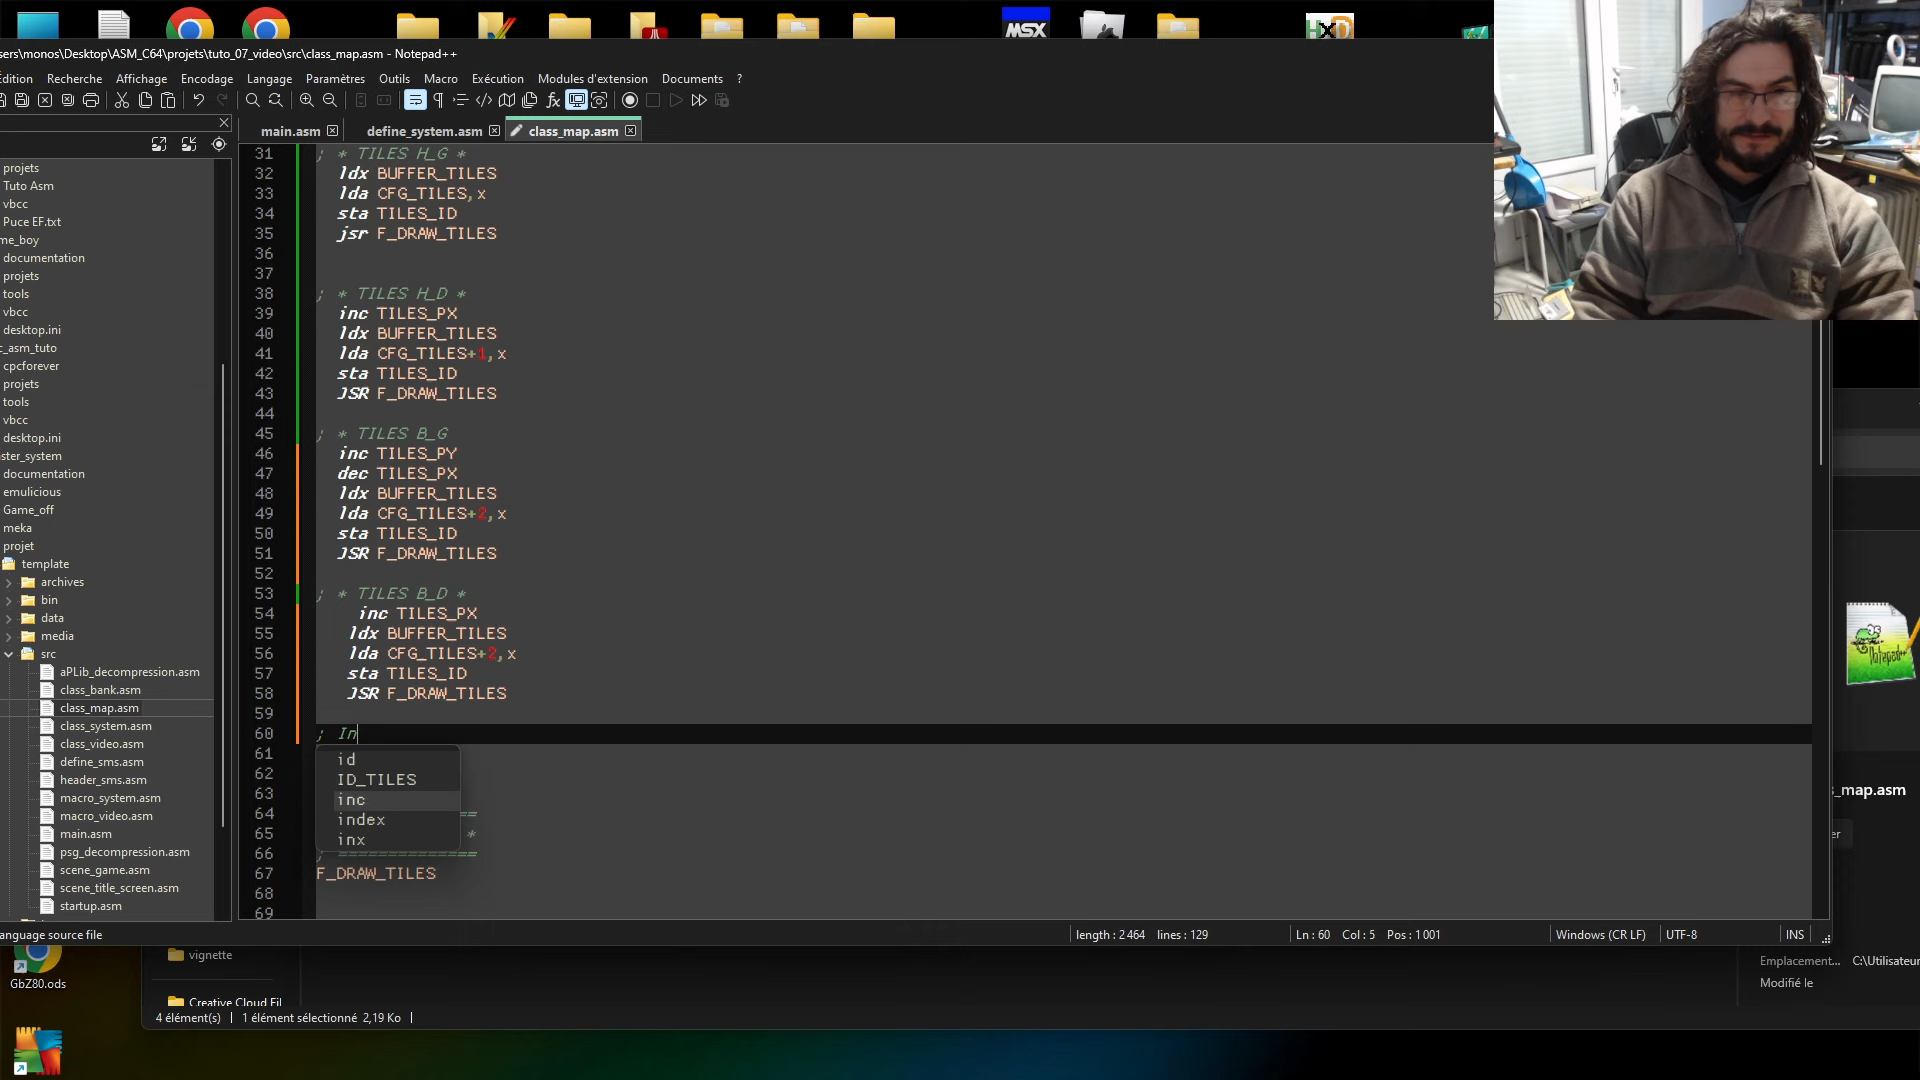 MSX
HxD
sers\monos\Desktop\ASM_C64\projets\tuto_07_video\src\class_map.asm - Notepad++
Édition Recherche Affichage Encodage Langage Paramètres Outils Macro Exécution Modules d'extension Documents ?
main.asm define_system.asm class_map.asm
projets
Tuto Asm
vbcc
Puce EF.txt
me_boy
documentation
projets
tools
vbcc
desktop.ini
c_asm_tuto
cpcforever
projets
tools
vbcc
desktop.ini
ster_system
documentation
emulicious
Game_off
meka
projet
template
archives
bin
data
media
src
aPLib_decompression.asm
class_bank.asm
class_map.asm
class_system.asm
class_video.asm
define_sms.asm
header_sms.asm
macro_system.asm
macro_video.asm
main.asm
psg_decompression.asm
scene_game.asm
scene_title_screen.asm
startup.asm
31 ; * TILES H_G *
32 ldx BUFFER_TILES
33 lda CFG_TILES,x
34 sta TILES_ID
35 jsr F_DRAW_TILES
36
37
38 ; * TILES H_D *
39 inc TILES_PX
40 ldx BUFFER_TILES
41 lda CFG_TILES+1,x
42 sta TILES_ID
43 JSR F_DRAW_TILES
44
45 ; * TILES B_G
46 inc TILES_PY
47 dec TILES_PX
48 ldx BUFFER_TILES
49 lda CFG_TILES+2,x
50 sta TILES_ID
51 JSR F_DRAW_TILES
52
53 ; * TILES B_D *
54 inc TILES_PX
55 ldx BUFFER_TILES
56 lda CFG_TILES+2,x
57 sta TILES_ID
58 JSR F_DRAW_TILES
59
60 ; In
61 id
62 ID_TILES
63 inc
64 index ==
65 inx *
66 ; ==============
67 F_DRAW_TILES
68
69
anguage source file length : 2 464 lines : 129 Ln : 60 Col : 5 Pos : 1 001 Windows (CR LF) UTF-8 INS
Notepad++
s_map.asm
er
Emplacement... C:\Utilisateur
Modifié le
vignette
Creative Cloud Fil
4 élément(s) 1 élément sélectionné 2,19 Ko
GbZ80.ods